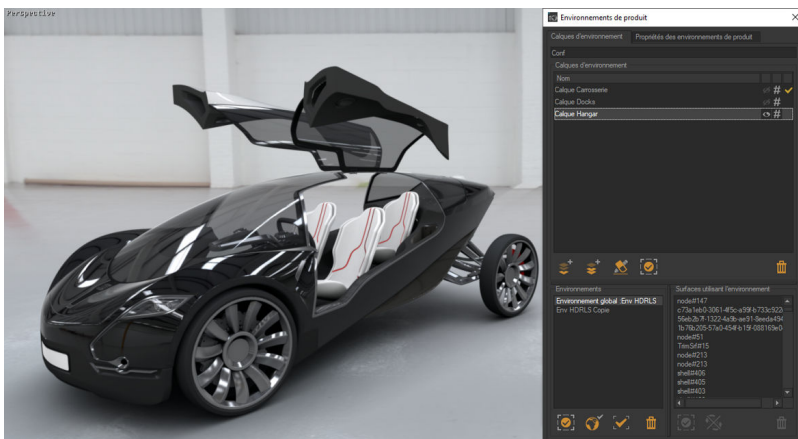 Perspective
Environnements de produit
Calques d'environnement Propriétés des environnements de produit
Conf
Calques d'environnement
Nom
Calque Carrosserie
Calque Docks
Calque Hangar
Environnements Surfaces utilisant l'environnement
Environnement global :Env HDRLS node#147
Env HDRLS Copie
node#51
TrimSrf#15
node#213
node#213
shell#406
shell#405
shell#403